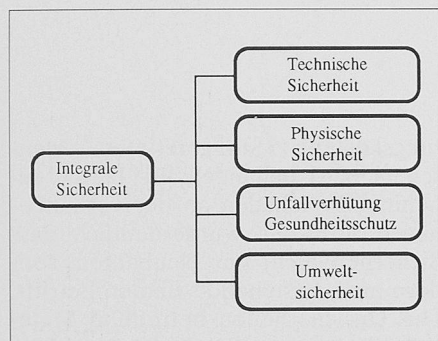 Technische
Sicherheit
Physische
Sicherheit
Integrale
Sicherheit
Unfallverhütung
Gesundheitsschutz
Umwelt-
sicherheit